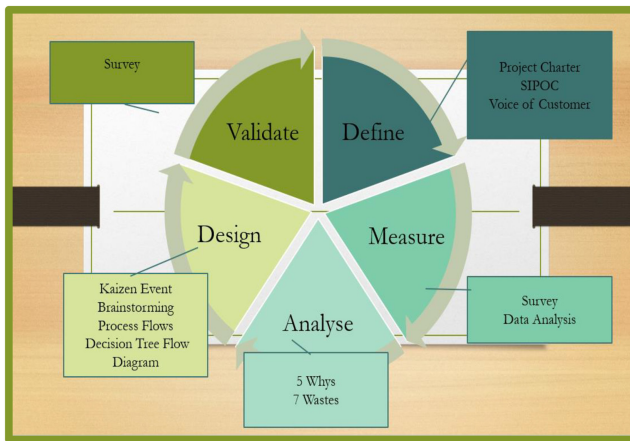 Survey
Validate
Define
Project Charter
SIPOC
Voice of Customer
Design
Measure
Kaizen Event
Brainstorming
Process Flows
Decision Tree Flow
Diagram
Analyse
Survey
Data Analysis
5 Whys
7 Wastes